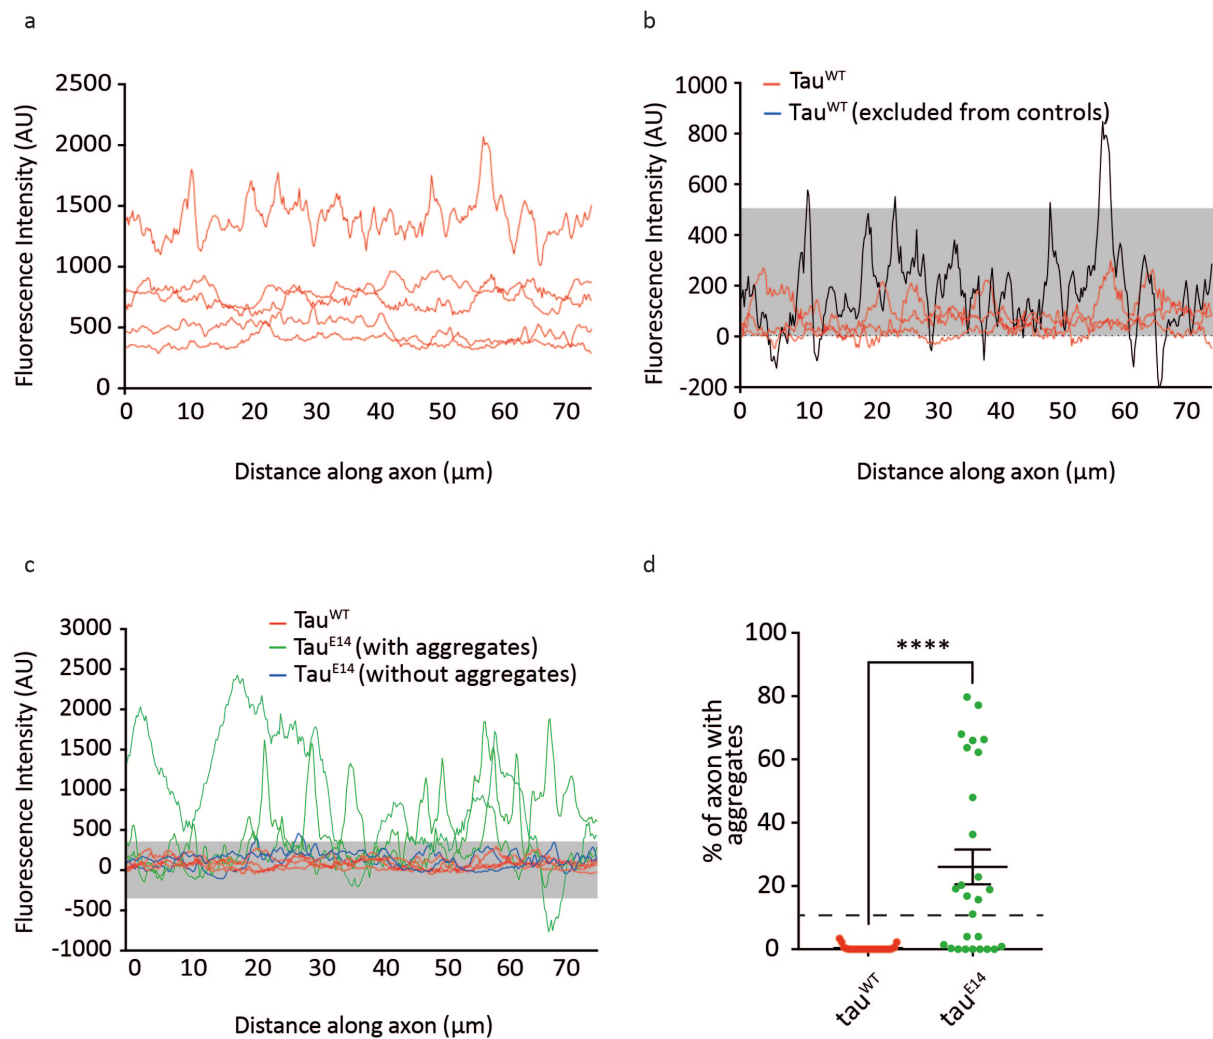 a
Fluorescence Intensity (AU)
2500
2000
1500
1000
500
0
0 10 20 30 40 50 60 70
Distance along axon (μm)
b
Fluorescence Intensity (AU)
1000
800
600
400
200
0
-200
Tau^WT
Tau^WT (excluded from controls)
0 10 20 30 40 50 60 70
Distance along axon (μm)
c
Fluorescence Intensity (AU)
3000
2500
2000
1500
1000
500
0
-500
-1000
Tau^WT
Tau^E14 (with aggregates)
Tau^E14 (without aggregates)
0 10 20 30 40 50 60 70
Distance along axon (μm)
d
% of axon with
aggregates
100
80
60
40
20
0
****
tau^WT
tau^E14